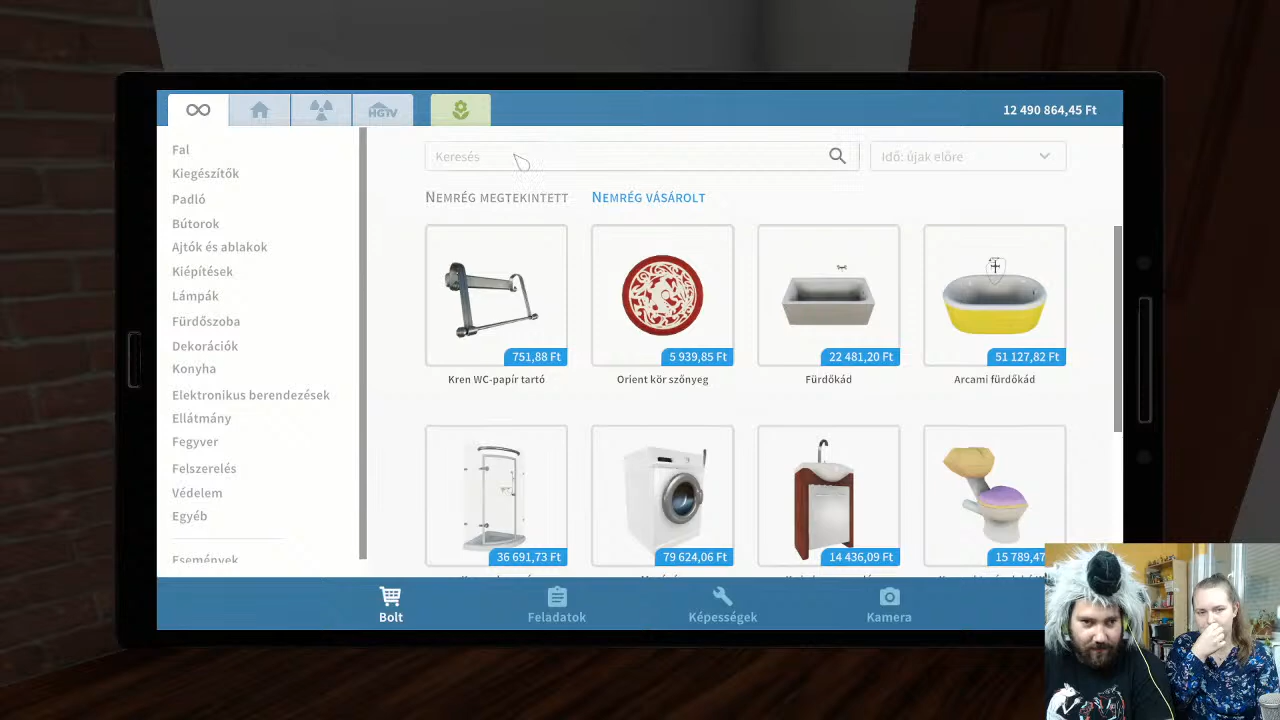 HGTV
12 490 864,45 Ft
Fal
Kiegészítők
Padló
Bútorok
Ajtók és ablakok
Kiépítések
Lámpák
Fürdőszoba
Dekorációk
Konyha
Elektronikus berendezések
Ellátmány
Fegyver
Felszerelés
Védelem
Egyéb
Események
Keresés
Idő: újak előre
NEMRÉG MEGTEKINTETT
NEMRÉG VÁSÁROLT
751,88 Ft
5 939,85 Ft
22 481,20 Ft
51 127,82 Ft
Kren WC-papír tartó
Orient kör szőnyeg
Fürdőkád
Arcami fürdőkád
36 691,73 Ft
79 624,06 Ft
14 436,09 Ft
15 789,47
Bolt
Feladatok
Képességek
Kamera